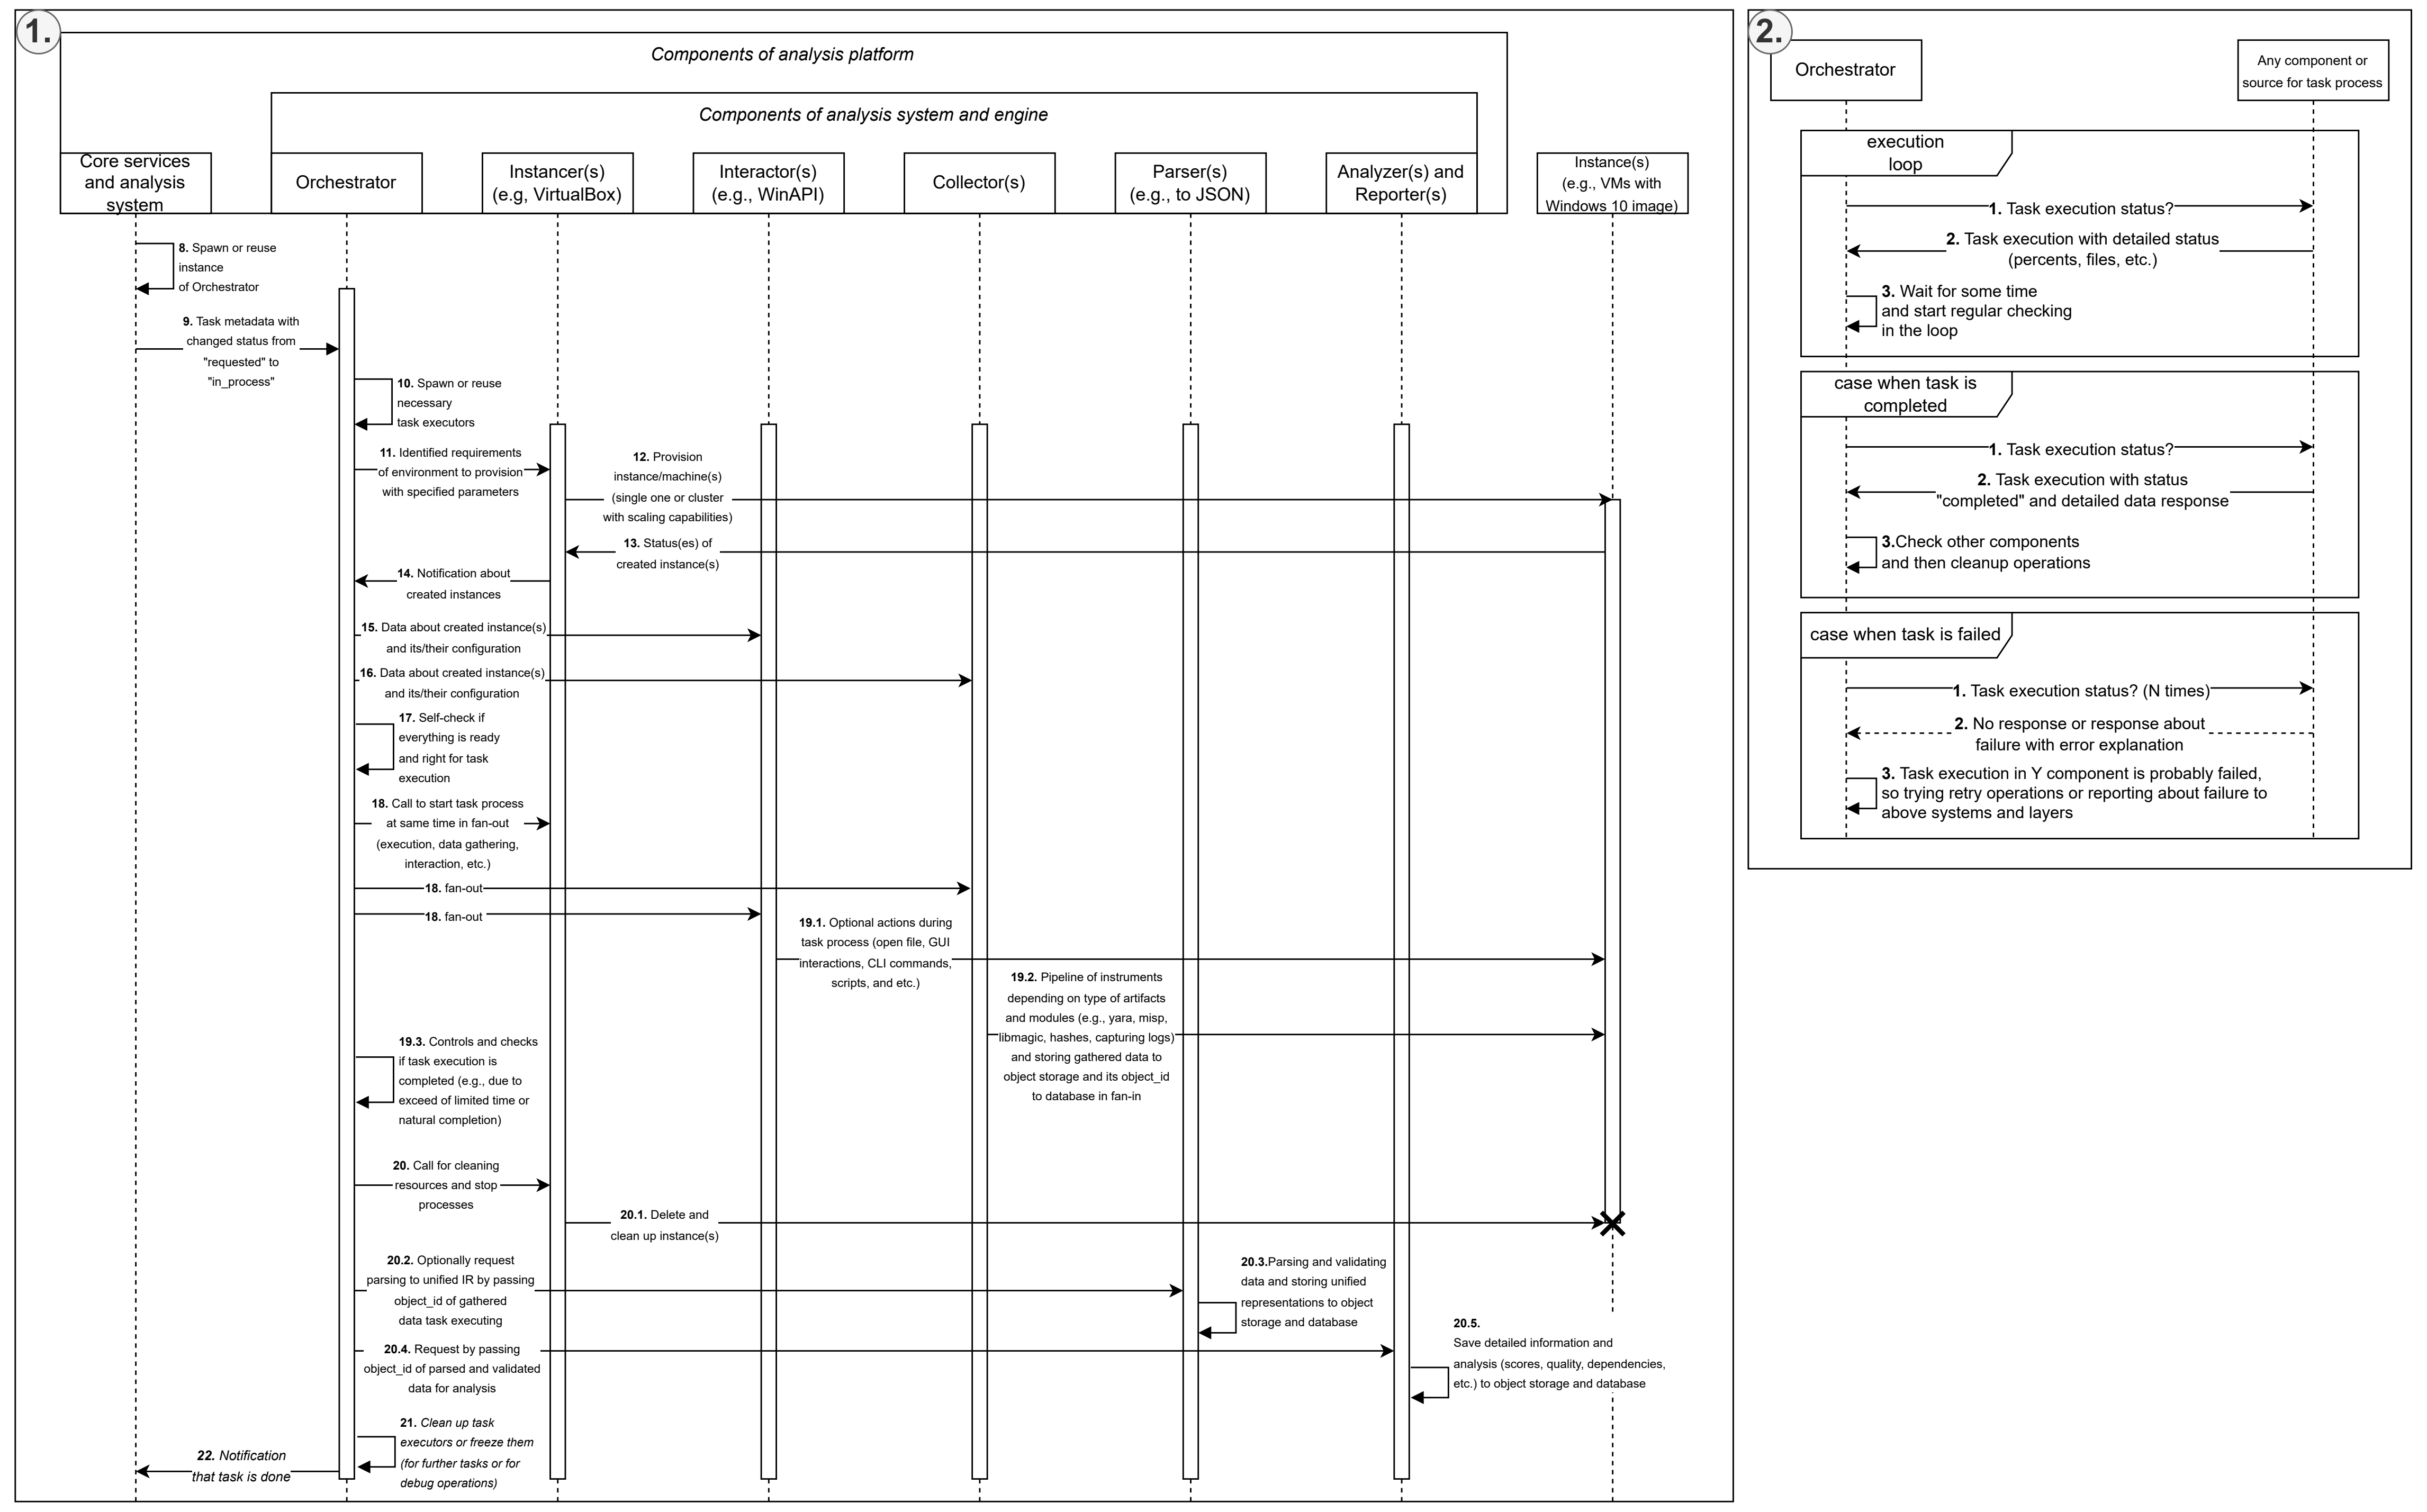 1.
Components of analysis platform
Components of analysis system and engine
Core services
and analysis
system
Orchestrator
Instancer(s)
(e.g, VirtualBox)
Interactor(s)
(e.g., WinAPI)
Collector(s)
Parser(s)
(e.g., to JSON)
Analyzer(s) and
Reporter(s)
Instance(s)
(e.g., VMs with
Windows 10 image)
8. Spawn or reuse
instance
of Orchestrator
9. Task metadata with
changed status from
"requested" to
"in_process"
10. Spawn or reuse
necessary
task executors
11. Identified requirements
of environment to provision
with specified parameters
12. Provision
instance/machine(s)
(single one or cluster
with scaling capabilities)
13. Status(es) of
created instance(s)
14. Notification about
created instances
15. Data about created instance(s)
and its/their configuration
16. Data about created instance(s)
and its/their configuration
17. Self-check if
everything is ready
and right for task
execution
18. Call to start task process
at same time in fan-out
(execution, data gathering,
interaction, etc.)
18. fan-out
18. fan-out
19.1. Optional actions during
task process (open file, GUI
interactions, CLI commands,
scripts, and etc.)
19.2. Pipeline of instruments
depending on type of artifacts
and modules (e.g., yara, misp,
libmagic, hashes, capturing logs)
and storing gathered data to
object storage and its object_id
to database in fan-in
19.3. Controls and checks
if task execution is
completed (e.g., due to
exceed of limited time or
natural completion)
20. Call for cleaning
resources and stop
processes
20.1. Delete and
clean up instance(s)
20.2. Optionally request
parsing to unified IR by passing
object_id of gathered
data task executing
20.3.Parsing and validating
data and storing unified
representations to object
storage and database
20.4. Request by passing
object_id of parsed and validated
data for analysis
20.5.
Save detailed information and
analysis (scores, quality, dependencies,
etc.) to object storage and database
21. Clean up task
executors or freeze them
(for further tasks or for
debug operations)
22. Notification
that task is done
2.
Orchestrator
Any component or
source for task process
execution
loop
1. Task execution status?
2. Task execution with detailed status
(percents, files, etc.)
3. Wait for some time
and start regular checking
in the loop
case when task is
completed
1. Task execution status?
2. Task execution with status
"completed" and detailed data response
3.Check other components
and then cleanup operations
case when task is failed
1. Task execution status? (N times)
2. No response or response about
failure with error explanation
3. Task execution in Y component is probably failed,
so trying retry operations or reporting about failure to
above systems and layers